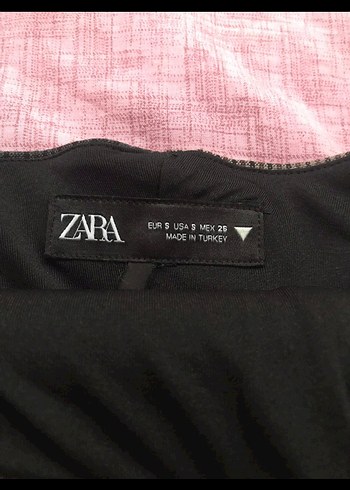 ZARA
EUR S USA S MEX 26
MADE IN TURKEY